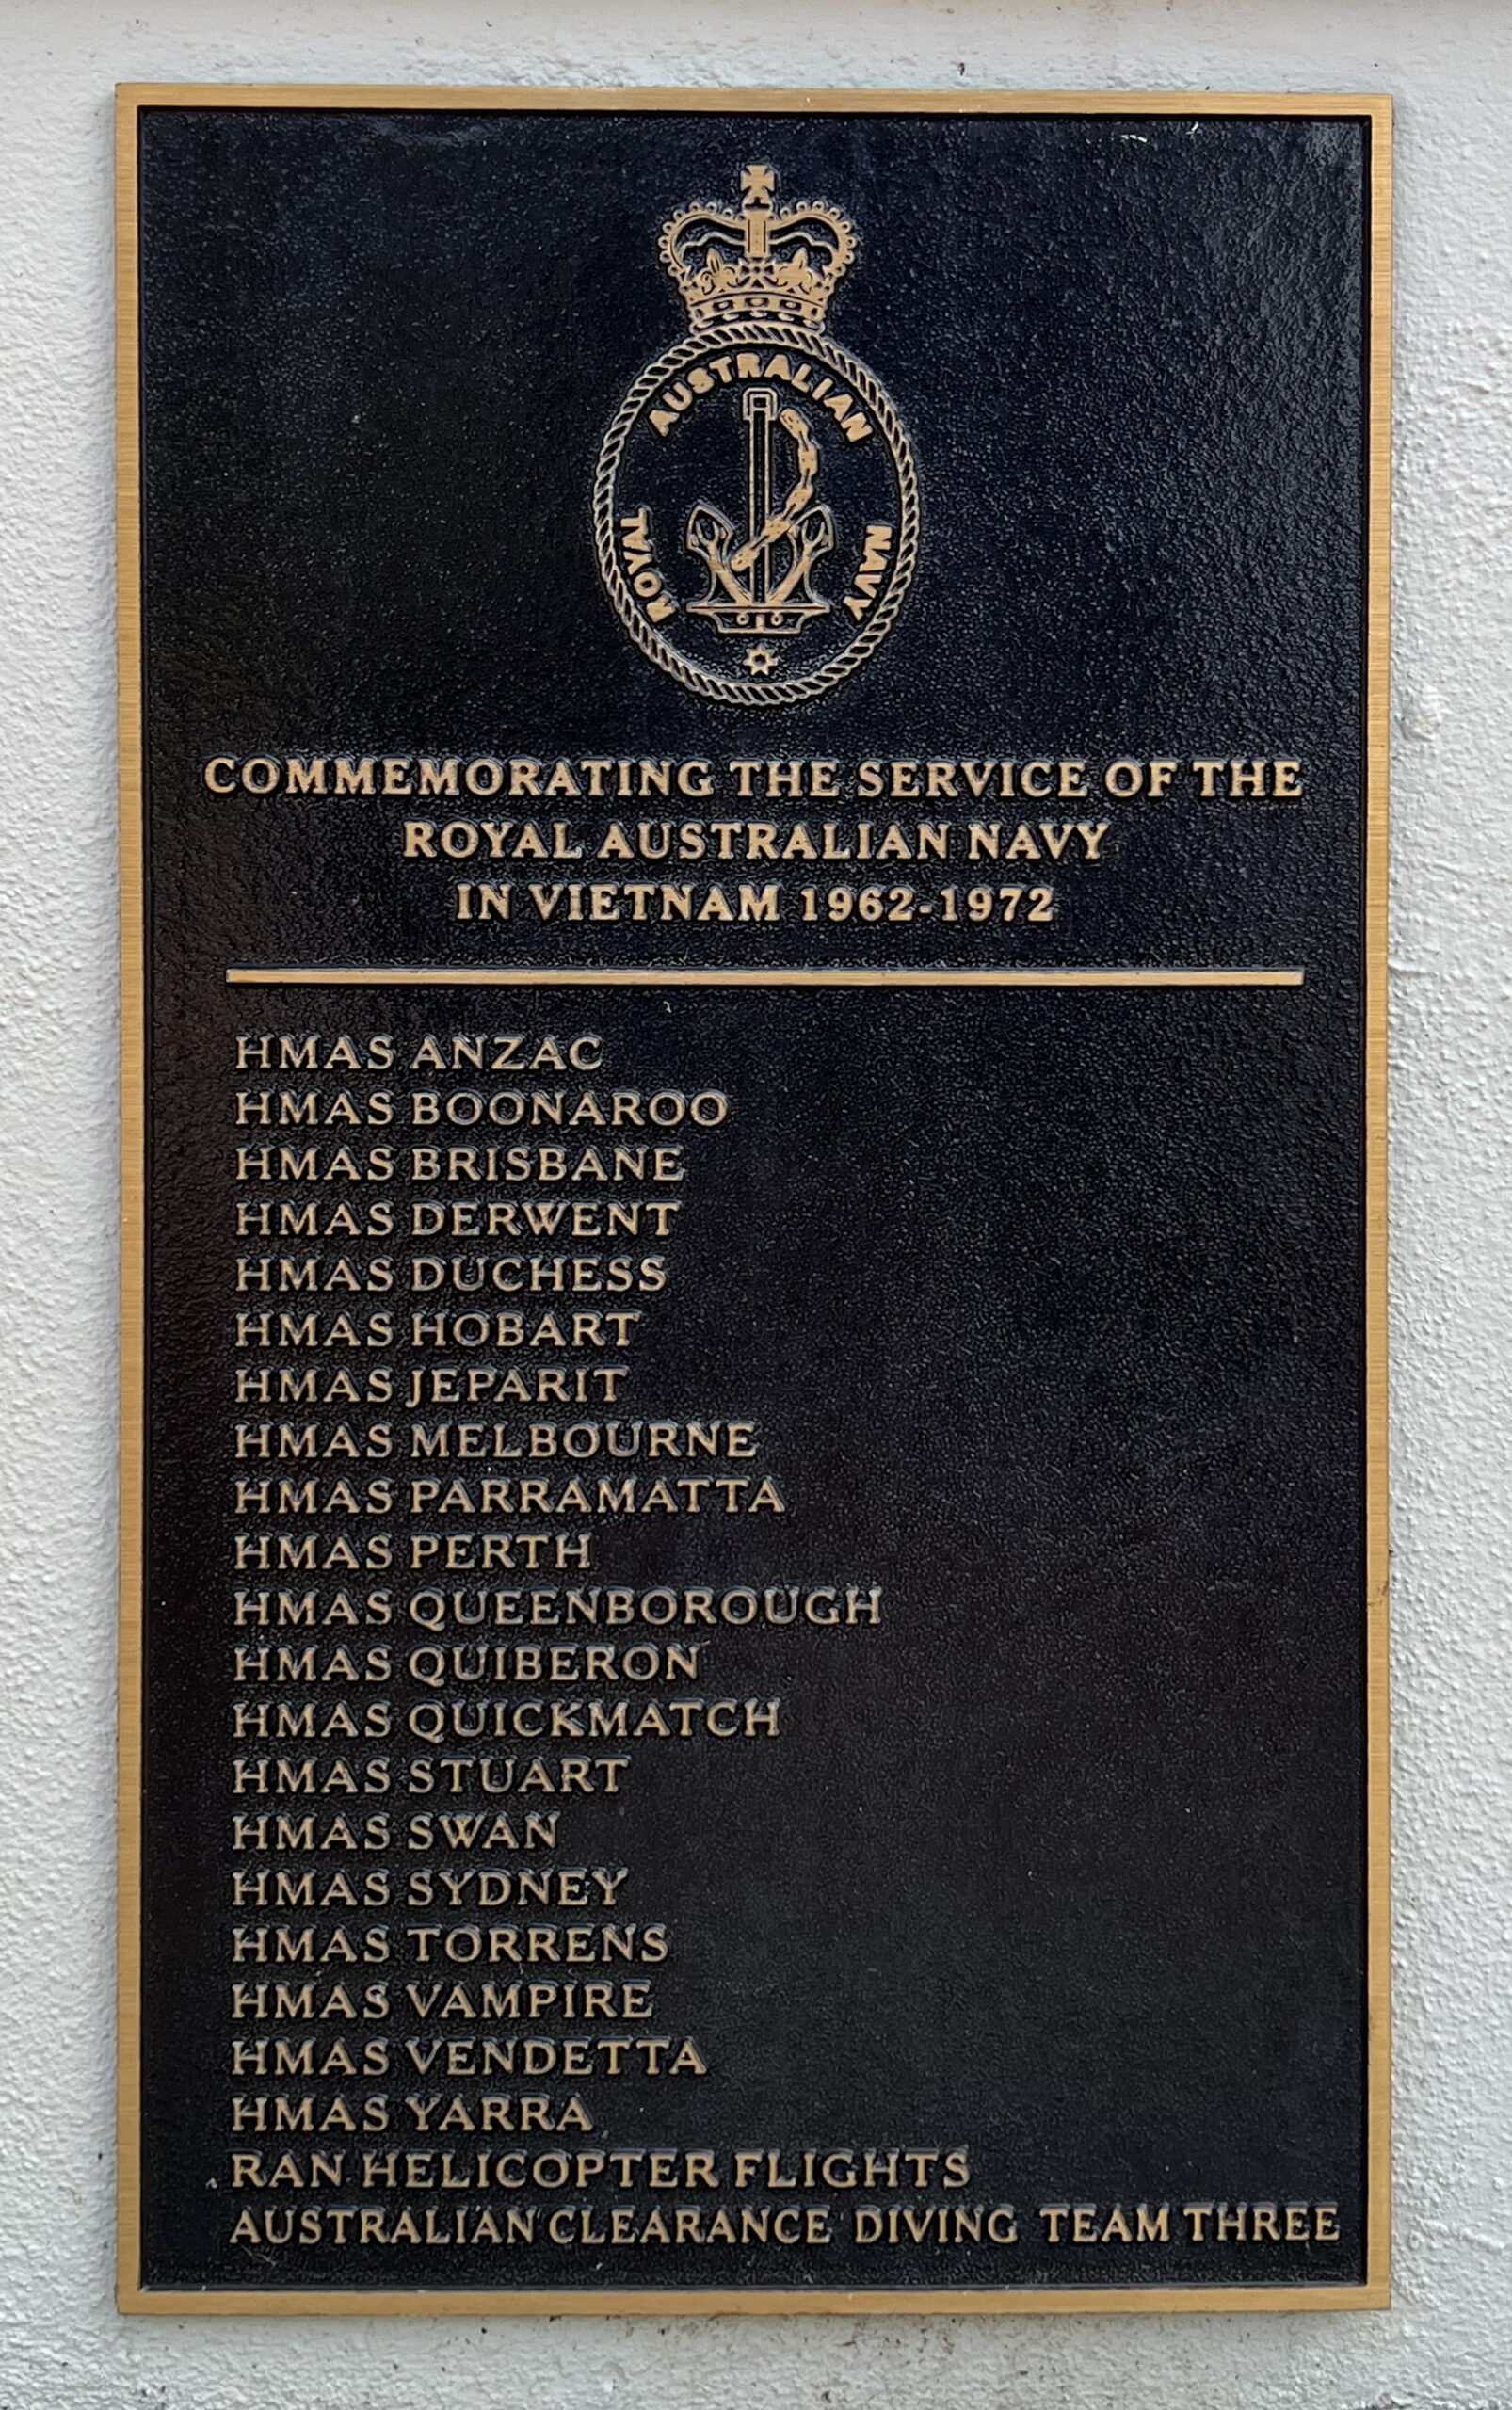 ROYAL AUSTRALIAN NAVY
COMMEMORATING THE SERVICE OF THE
ROYAL AUSTRALIAN NAVY
IN VIETNAM 1962-1972
HMAS ANZAC
HMAS BOONAROO
HMAS BRISBANE
HMAS DERWENT
HMAS DUCHESS
HMAS HOBART
HMAS JEPARIT
HMAS MELBOURNE
HMAS PARRAMATTA
HMAS PERTH
HMAS QUEENBOROUGH
HMAS QUIBERON
HMAS QUICKMATCH
HMAS STUART
HMAS SWAN
HMAS SYDNEY
HMAS TORRENS
HMAS VAMPIRE
HMAS VENDETTA
HMAS YARRA
RAN HELICOPTER FLIGHTS
AUSTRALIAN CLEARANCE DIVING TEAM THREE